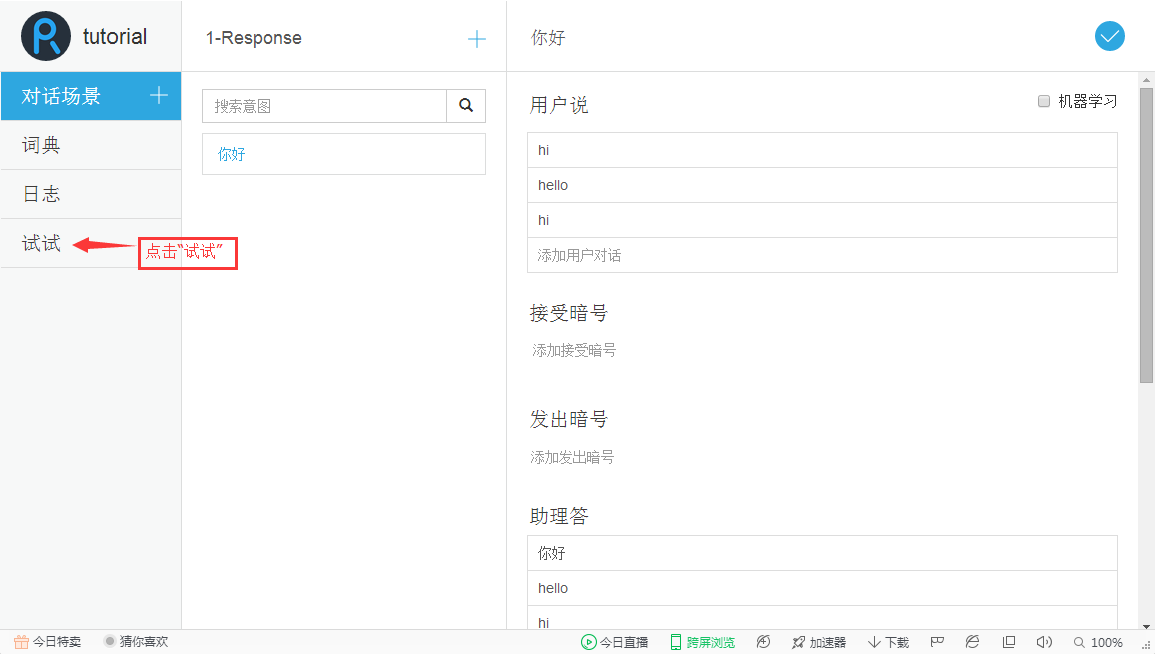 tutorial
1-Response
你好
对话场景
词典
日志
试试
点击“试试”
搜索意图
你好
用户说
机器学习
hi
hello
hi
添加用户对话
接受暗号
添加接受暗号
发出暗号
添加发出暗号
助理答
你好
hello
hi
今日特卖
猜你喜欢
今日直播
跨屏浏览
加速器
下载
100%